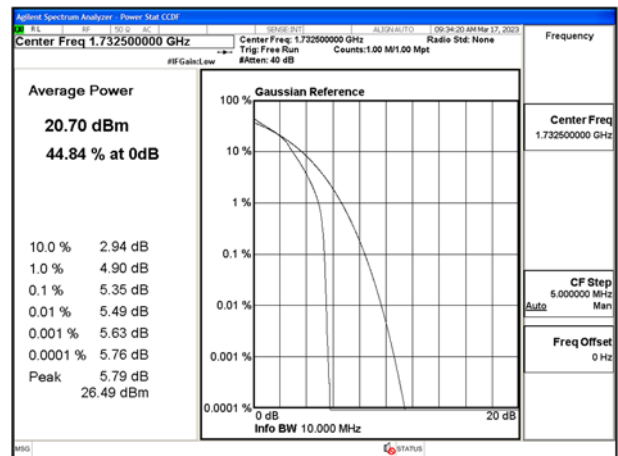 Agilent Spectrum Analyzer - Power Stat CCDF
RL RF 50 Ω AC SENSE:INT ALIGNAUTO 09:34:20 AM Mar 17, 2023
Center Freq 1.732500000 GHz
Center Freq: 1.732500000 GHz Radio Std: None
Trig: Free Run Counts:1.00 M/1.00 Mpt
#IFGain:Low #Atten: 40 dB
Frequency
Average Power
20.70 dBm
44.84 % at 0dB
10.0 % 2.94 dB
1.0 % 4.90 dB
0.1 % 5.35 dB
0.01 % 5.49 dB
0.001 % 5.63 dB
0.0001 % 5.76 dB
Peak 5.79 dB
26.49 dBm
Gaussian Reference
100 %
10 %
1 %
0.1 %
0.01 %
0.001 %
0.0001 %
0 dB 20 dB
Info BW 10.000 MHz
Center Freq
1.732500000 GHz
CF Step
5.000000 MHz
Auto Man
Freq Offset
0 Hz
MSG STATUS